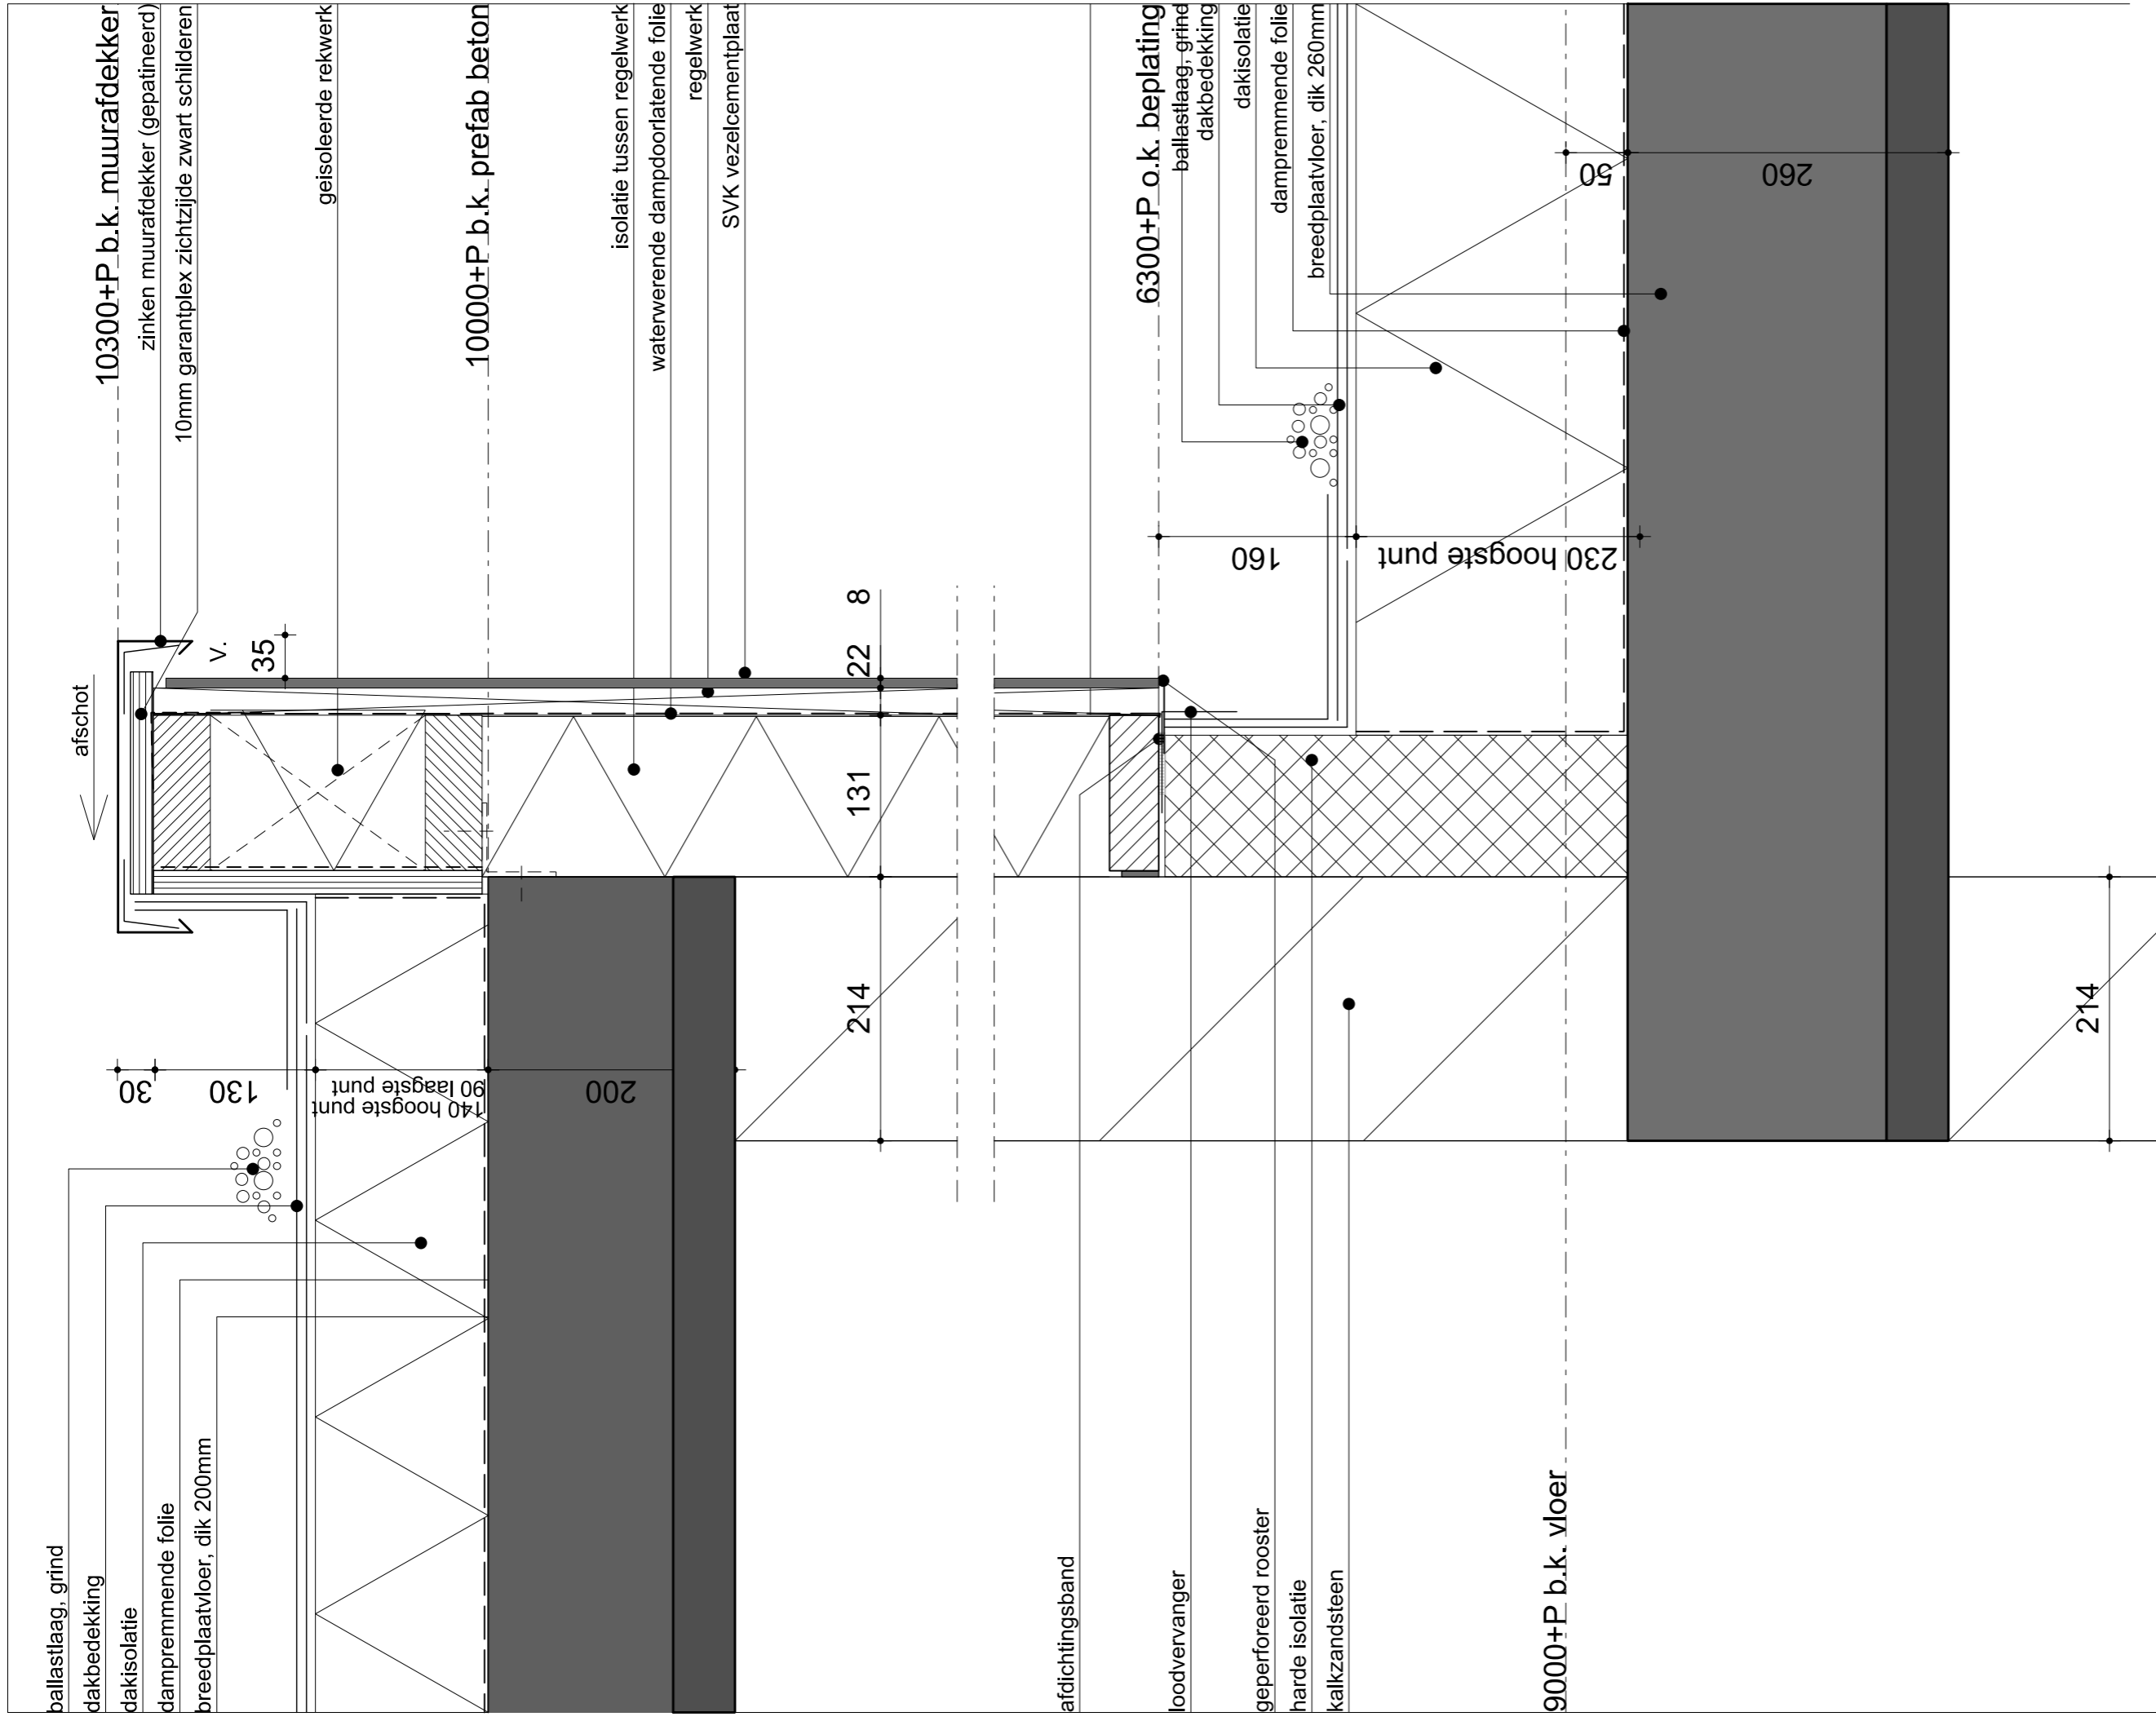 10300+P b.k. muurafdekker
zinken muurafdekker (gepatineerd)
10mm garantplex zichtzijde zwart schilderen
geisoleerde rekwerk
10000+P b.k. prefab beton
isolatie tussen regelwerk
waterwerende dampdoorlatende folie
regelwerk
SVK vezelcementplaat
6300+P o.k. beplating
ballastlaag, grind
dakbedekking
dakisolatie
dampremmende folie
breedplaatvloer, dik 260mm
50
260
160
230 hoogste punt
afschot
v.
35
8
22
131
214
214
30
130
90 laagste punt
140 hoogste punt
200
ballastlaag, grind
dakbedekking
dakisolatie
dampremmende folie
breedplaatvloer, dik 200mm
afdichtingsband
loodvervanger
geperforeerd rooster
harde isolatie
kalkzandsteen
9000+P b.k. vloer